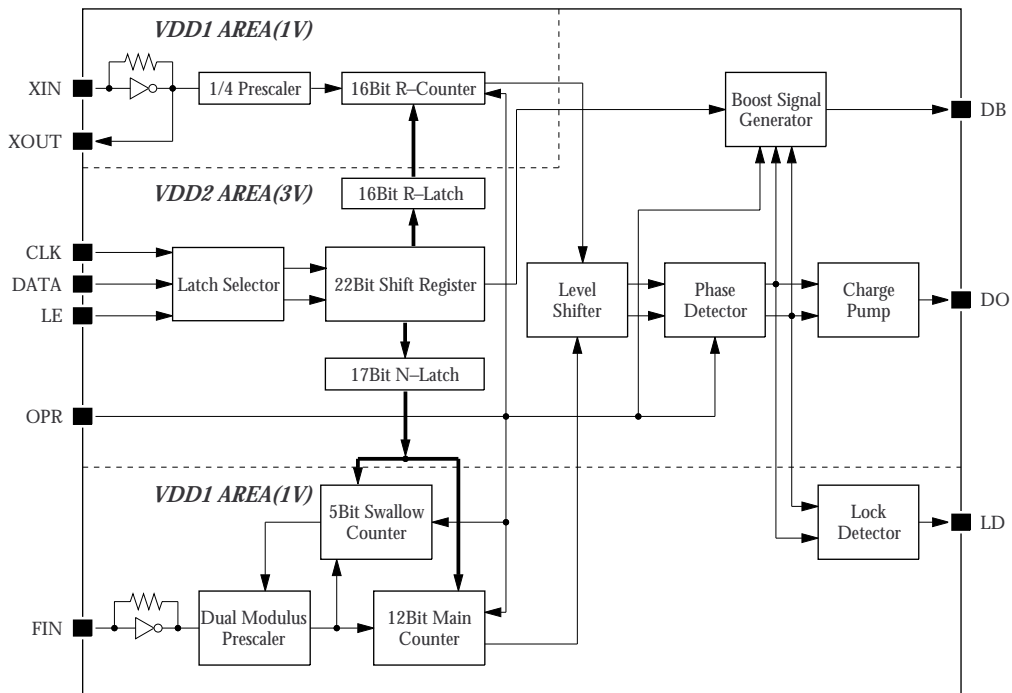 VDD1 AREA(1V)
XIN
1/4 Prescaler
16Bit R–Counter
Boost Signal
Generator
DB
XOUT
VDD2 AREA(3V)
16Bit R–Latch
CLK
DATA
LE
Latch Selector
22Bit Shift Register
Level
Shifter
Phase
Detector
Charge
Pump
DO
17Bit N–Latch
OPR
VDD1 AREA(1V)
5Bit Swallow
Counter
Lock
Detector
LD
FIN
Dual Modulus
Prescaler
12Bit Main
Counter